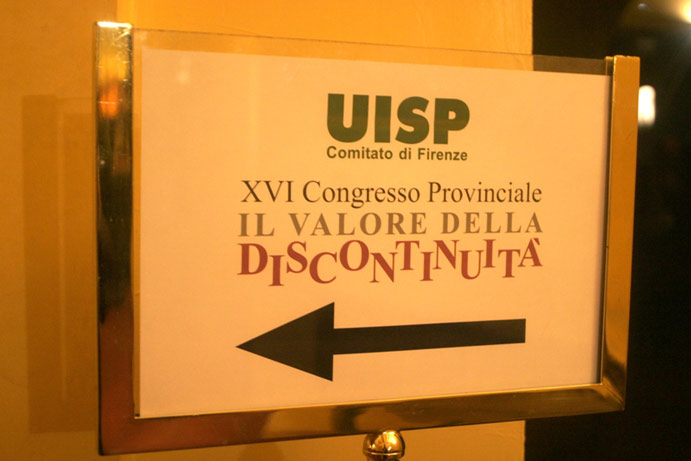 UISP
Comitato di Firenze
XVI Congresso Provinciale
IL VALORE DELLA
DISCONTINUITÀ